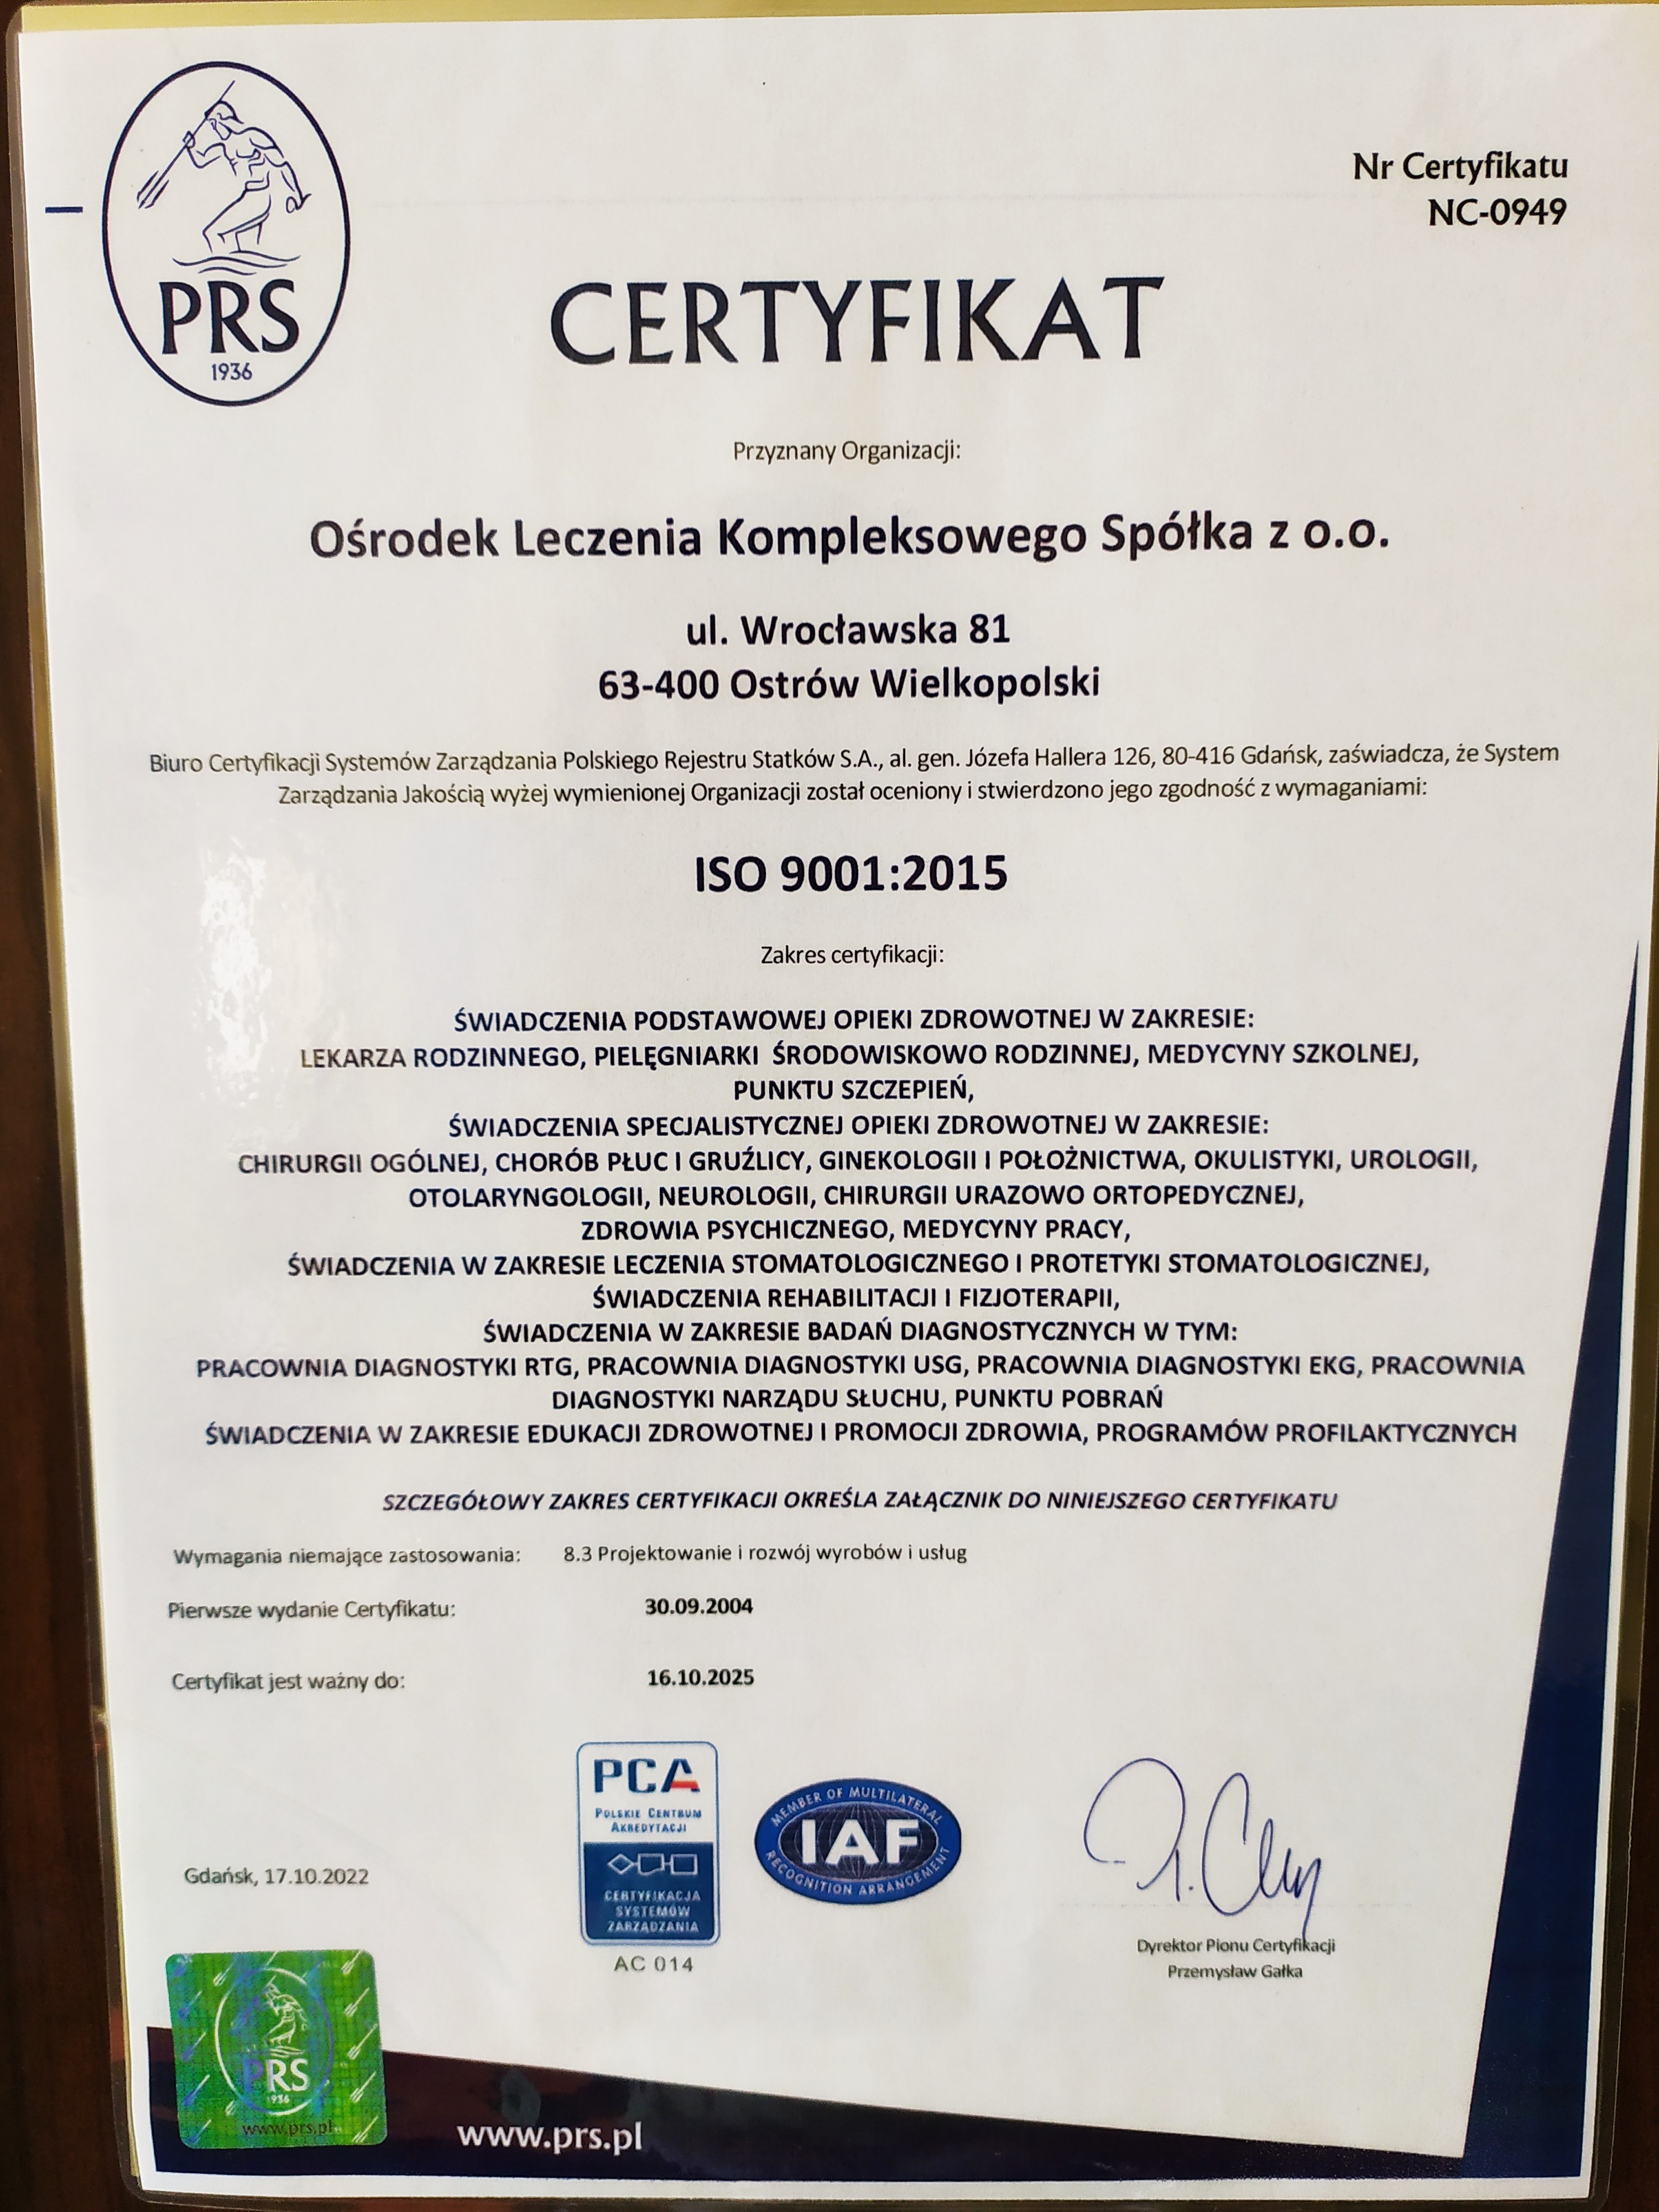 Nr Certyfikatu
NC-0949
PRS
1936
CERTYFIKAT
Przyznany Organizacji:
Ośrodek Leczenia Kompleksowego Spółka z o.o.
ul. Wrocławska 81
63-400 Ostrów Wielkopolski
Biuro Certyfikacji Systemów Zarządzania Polskiego Rejestru Statków S.A., al. gen. Józefa Hallera 126, 80-416 Gdańsk, zaświadcza, że System
Zarządzania Jakością wyżej wymienionej Organizacji został oceniony i stwierdzono jego zgodność z wymaganiami:
ISO 9001:2015
Zakres certyfikacji:
ŚWIADCZENIA PODSTAWOWEJ OPIEKI ZDROWOTNEJ W ZAKRESIE:
LEKARZA RODZINNEGO, PIELĘGNIARKI ŚRODOWISKOWO RODZINNEJ, MEDYCYNY SZKOLNEJ,
PUNKTU SZCZEPIEŃ,
ŚWIADCZENIA SPECJALISTYCZNEJ OPIEKI ZDROWOTNEJ W ZAKRESIE:
CHIRURGII OGÓLNEJ, CHORÓB PŁUC I GRUŹLICY, GINEKOLOGII I POŁOŻNICTWA, OKULISTYKI, UROLOGII,
OTOLARYNGOLOGII, NEUROLOGII, CHIRURGII URAZOWO ORTOPEDYCZNEJ,
ZDROWIA PSYCHICZNEGO, MEDYCYNY PRACY,
ŚWIADCZENIA W ZAKRESIE LECZENIA STOMATOLOGICZNEGO I PROTETYKI STOMATOLOGICZNEJ,
ŚWIADCZENIA REHABILITACJI I FIZJOTERAPII,
ŚWIADCZENIA W ZAKRESIE BADAŃ DIAGNOSTYCZNYCH W TYM:
PRACOWNIA DIAGNOSTYKI RTG, PRACOWNIA DIAGNOSTYKI USG, PRACOWNIA DIAGNOSTYKI EKG, PRACOWNIA
DIAGNOSTYKI NARZĄDU SŁUCHU, PUNKTU POBRAŃ
ŚWIADCZENIA W ZAKRESIE EDUKACJI ZDROWOTNEJ I PROMOCJI ZDROWIA, PROGRAMÓW PROFILAKTYCZNYCH
SZCZEGÓŁOWY ZAKRES CERTYFIKACJI OKREŚLA ZAŁĄCZNIK DO NINIEJSZEGO CERTYFIKATU
Wymagania niemające zastosowania: 8.3 Projektowanie i rozwój wyrobów i usług
Pierwsze wydanie Certyfikatu: 30.09.2004
Certyfikat jest ważny do: 16.10.2025
PCA
POLSKIE CENTRUM
AKREDYTACJI
CERTYFIKACJA
SYSTEMÓW
ZARZĄDZANIA
AC 014
MEMBER OF MULTILATERAL
IAF
RECOGNITION ARRANGEMENT
Gdańsk, 17.10.2022
Dyrektor Pionu Certyfikacji
Przemysław Gałka
PRS
1936
www.prs.pl
www.prs.pl